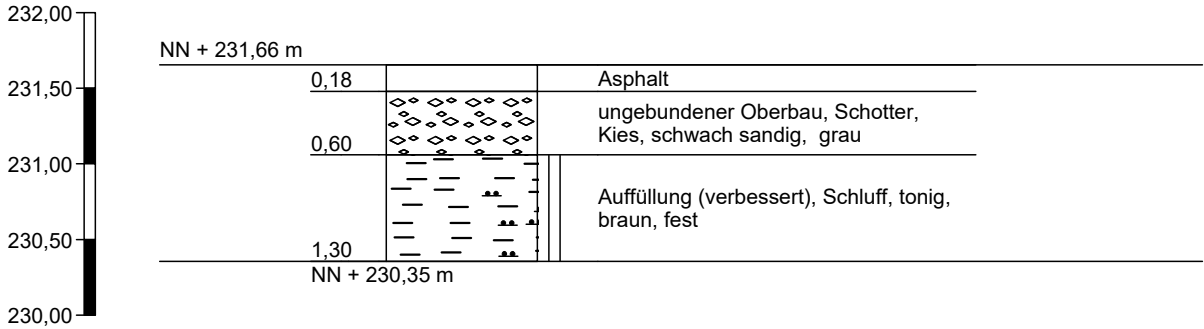 232,00
NN + 231,66 m
231,50
0,18
Asphalt
ungebundener Oberbau, Schotter,
Kies, schwach sandig, grau
0,60
231,00
Auffüllung (verbessert), Schluff, tonig,
braun, fest
230,50
1,30
NN + 230,35 m
230,00